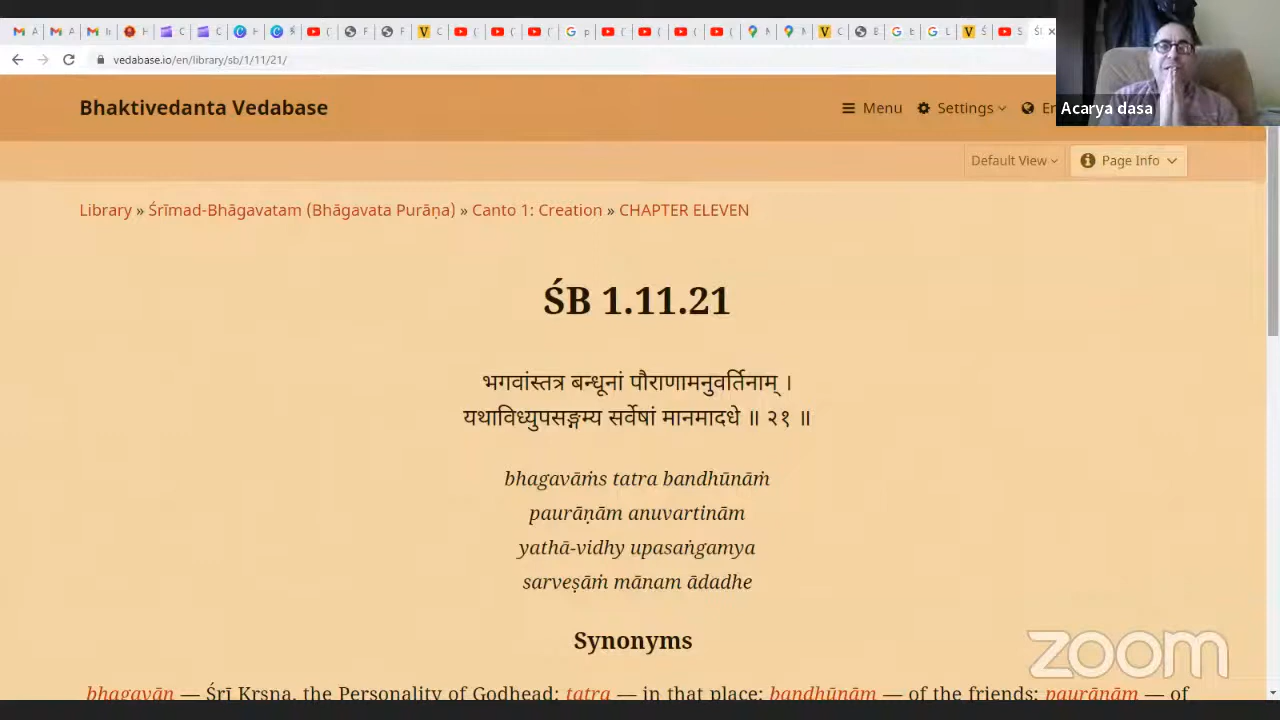 vedabase.io/en/library/sb/1/11/21/
Bhaktivedanta Vedabase
Menu
Settings
Acarya dasa
Default View
Page Info
Library » Śrīmad-Bhāgavatam (Bhāgavata Purāṇa) » Canto 1: Creation » CHAPTER ELEVEN
ŚB 1.11.21
भगवांस्तत्र बन्धूनां पौराणामनुवर्तिनाम् ।
यथाविध्युपसङ्गम्य सर्वेषां मानमादधे ॥ २१ ॥
bhagavāṁs tatra bandhūnāṁ
paurāṇām anuvartinām
yathā-vidhy upasaṅgamya
sarveṣāṁ mānam ādadhe
Synonyms
bhagavān — Śrī Kṛṣṇa, the Personality of Godhead; tatra — in that place; bandhūnām — of the friends; paurāṇām — of
zoom